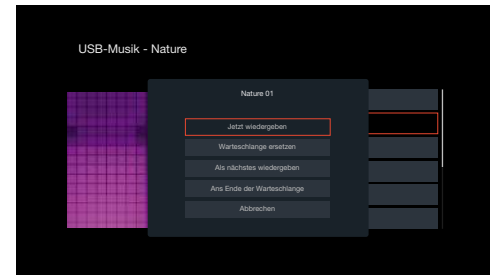 USB-Musik - Nature
Nature 01
Jetzt wiedergeben
Warteschlange ersetzen
Als nächstes wiedergeben
Ans Ende der Warteschlange
Abbrechen